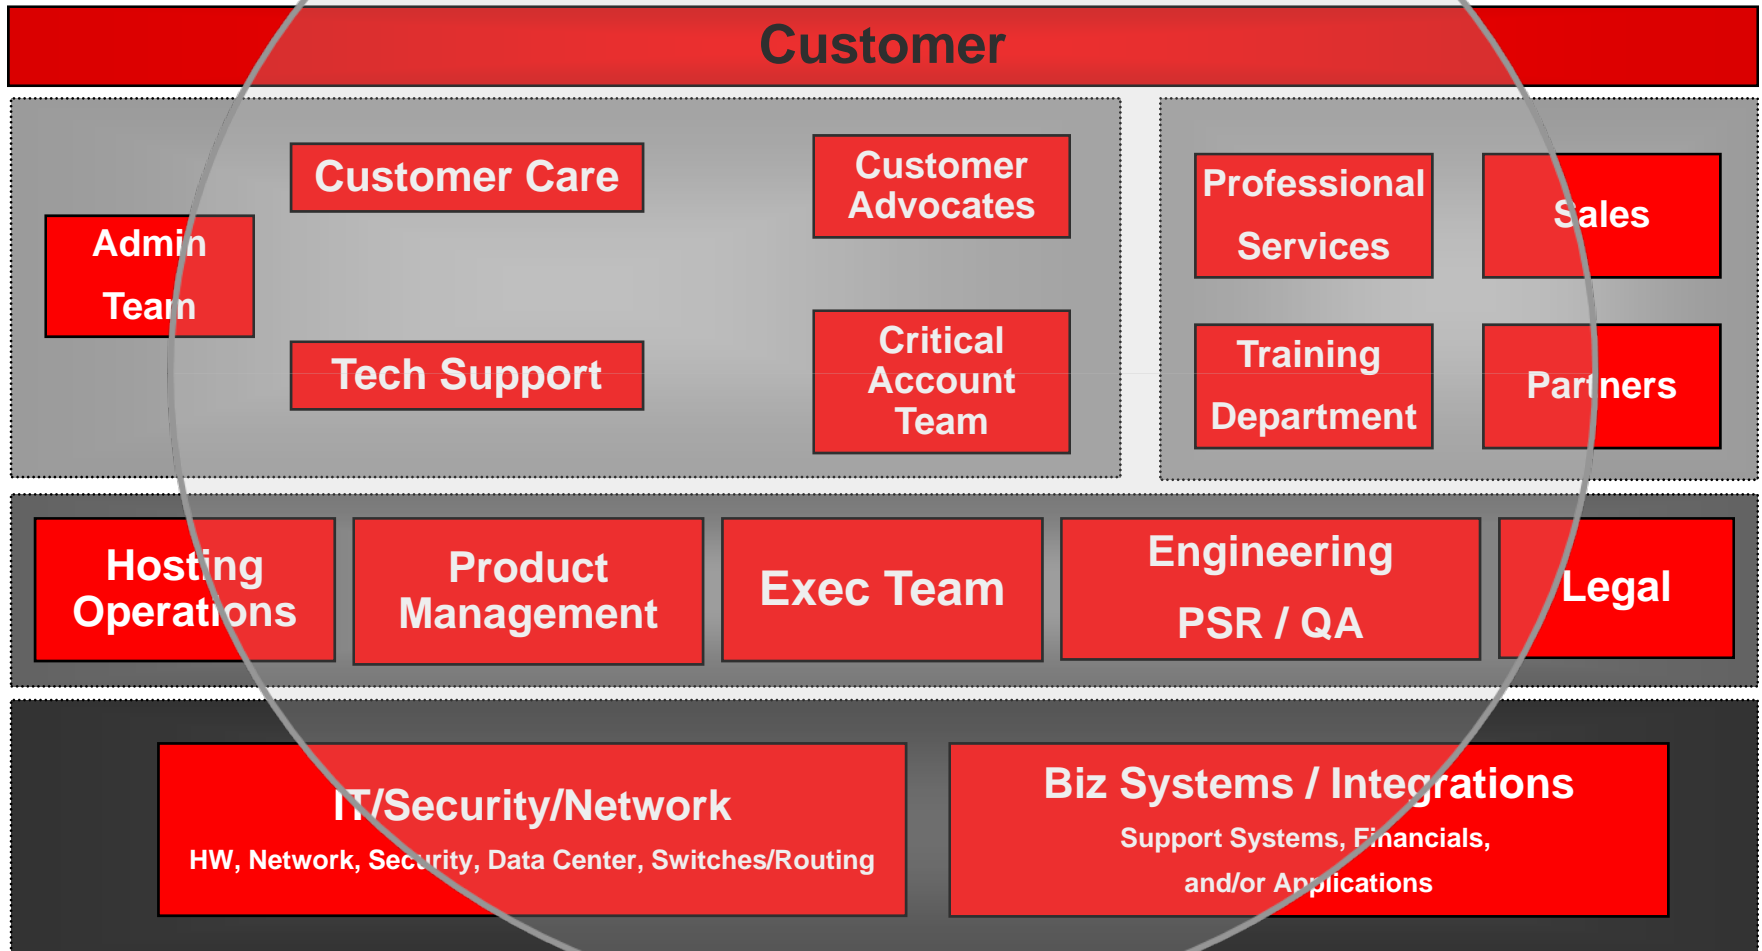 Customer
Admin
Team
Customer Care
Tech Support
Customer
Advocates
Critical
Account
Team
Professional
Services
Sales
Training
Department
Partners
Hosting
Operations
Product
Management
Exec Team
Engineering
PSR / QA
Legal
IT/Security/Network
HW, Network, Security, Data Center, Switches/Routing
Biz Systems / Integrations
Support Systems, Financials,
and/or Applications